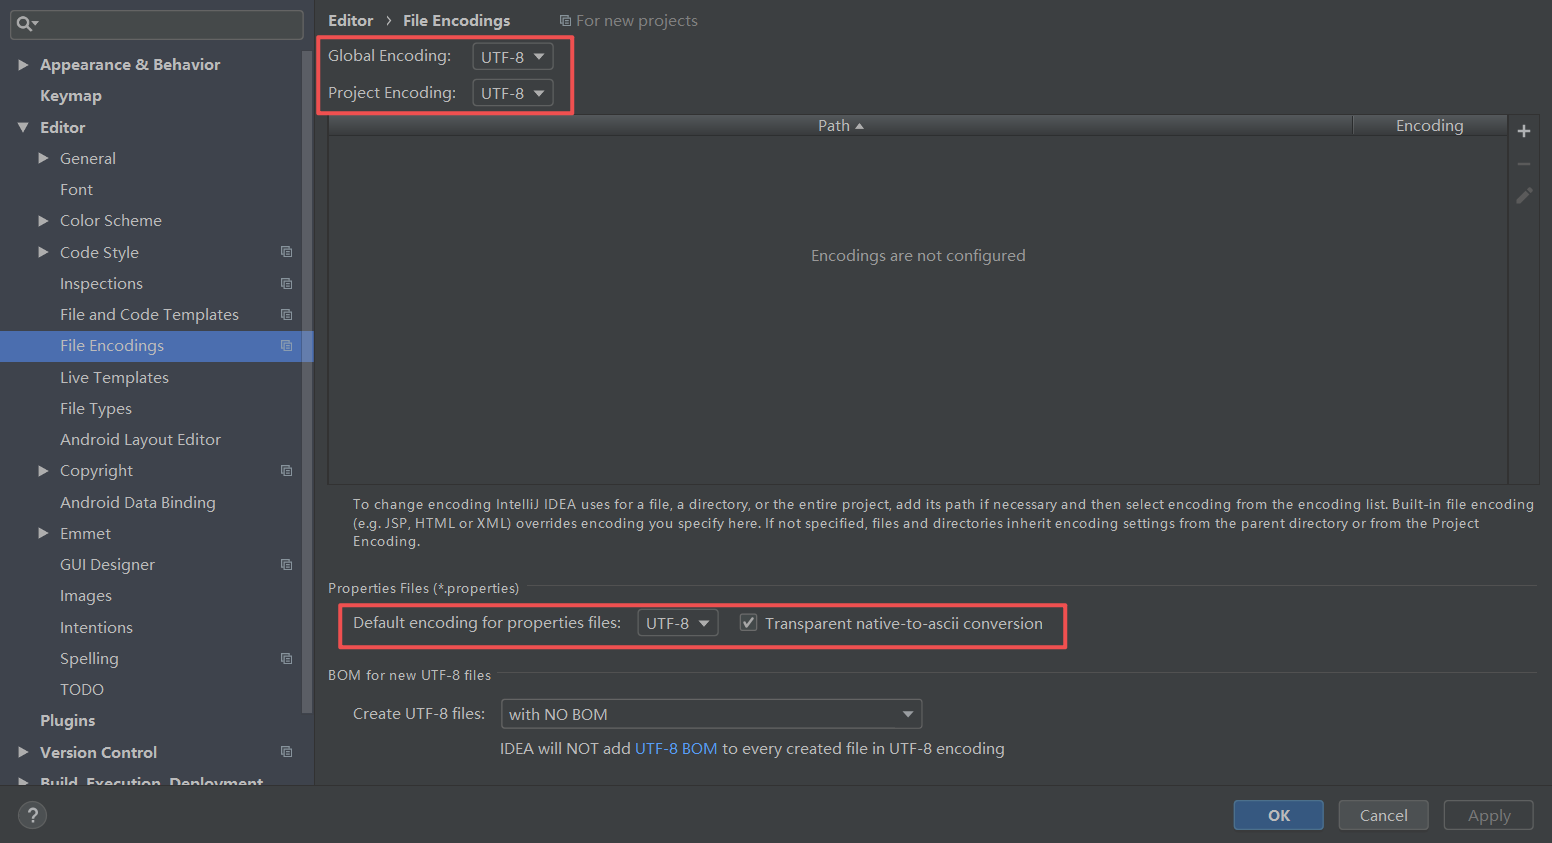 Appearance & Behavior
Keymap
Editor
General
Font
Color Scheme
Code Style
Inspections
File and Code Templates
File Encodings
Live Templates
File Types
Android Layout Editor
Copyright
Android Data Binding
Emmet
GUI Designer
Images
Intentions
Spelling
TODO
Plugins
Version Control
Build, Execution, Deployment
?
Editor › File Encodings For new projects
Global Encoding: UTF-8
Project Encoding: UTF-8
Path Encoding
Encodings are not configured
To change encoding IntelliJ IDEA uses for a file, a directory, or the entire project, add its path if necessary and then select encoding from the encoding list. Built-in file encoding
(e.g. JSP, HTML or XML) overrides encoding you specify here. If not specified, files and directories inherit encoding settings from the parent directory or from the Project
Encoding.
Properties Files (*.properties)
Default encoding for properties files: UTF-8 Transparent native-to-ascii conversion
BOM for new UTF-8 files
Create UTF-8 files: with NO BOM
IDEA will NOT add UTF-8 BOM to every created file in UTF-8 encoding
OK Cancel Apply